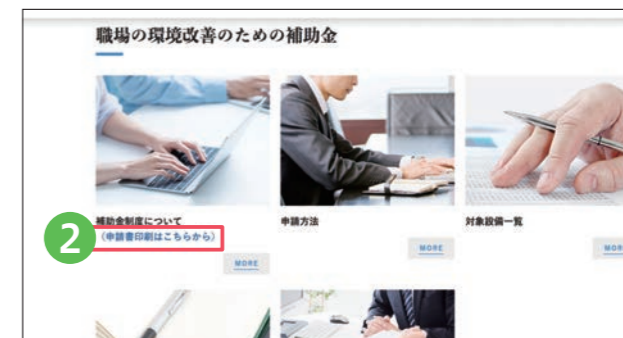 職場の環境改善のための補助金
補助金制度について
2
（申請書印刷はこちらから）
MORE
申請方法
MORE
対象設備一覧
MOR